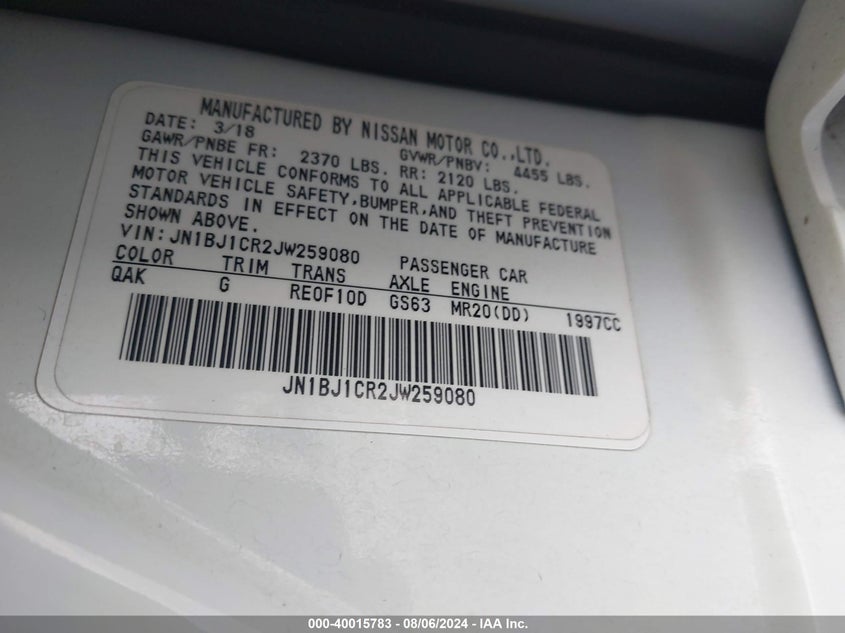 MANUFACTURED BY NISSAN MOTOR CO.,LTD.
DATE: 3/18 GVWR/PNBV: 4455 LBS.
GAWR/PNBE FR: 2370 LBS. RR: 2120 LBS.
THIS VEHICLE CONFORMS TO ALL APPLICABLE FEDERAL
MOTOR VEHICLE SAFETY,BUMPER,AND THEFT PREVENTION
STANDARDS IN EFFECT ON THE DATE OF MANUFACTURE
SHOWN ABOVE.
VIN:JN1BJ1CR2JW259080 PASSENGER CAR
COLOR TRIM TRANS AXLE ENGINE
QAK G RE0F10D GS63 MR20(DD) 1997CC
JN1BJ1CR2JW259080
000-40015783 - 08/06/2024 - IAA Inc.